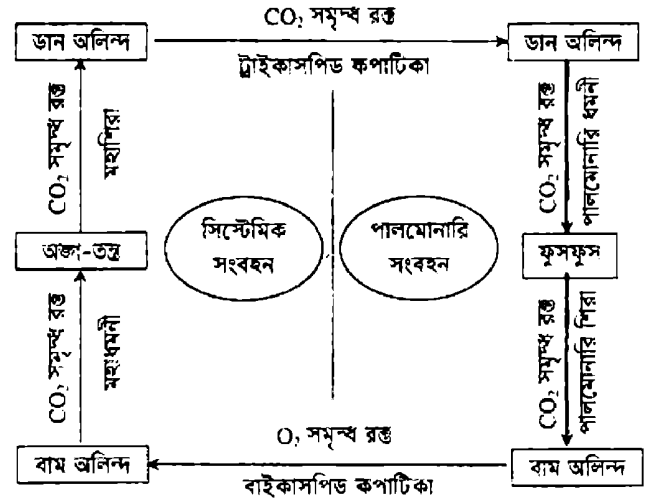 CO₂ সমৃদ্ধ রক্ত
ডান অলিন্দ
ডান অলিন্দ
ট্রাইকাসপিড কপাটিকা
CO₂ সমৃদ্ধ রক্ত
মহাশিরা
CO₂ সমৃদ্ধ রক্ত
পালমোনারি ধমনী
সিস্টেমিক
সংবহন
পালমোনারি
সংবহন
অঙ্গ-তন্ত্র
ফুসফুস
CO₂ সমৃদ্ধ রক্ত
মহাধমনী
CO₂ সমৃদ্ধ রক্ত
পালমোনারি শিরা
O₂ সমৃদ্ধ রক্ত
বাম অলিন্দ
বাম অলিন্দ
বাইকাসপিড কপাটিকা